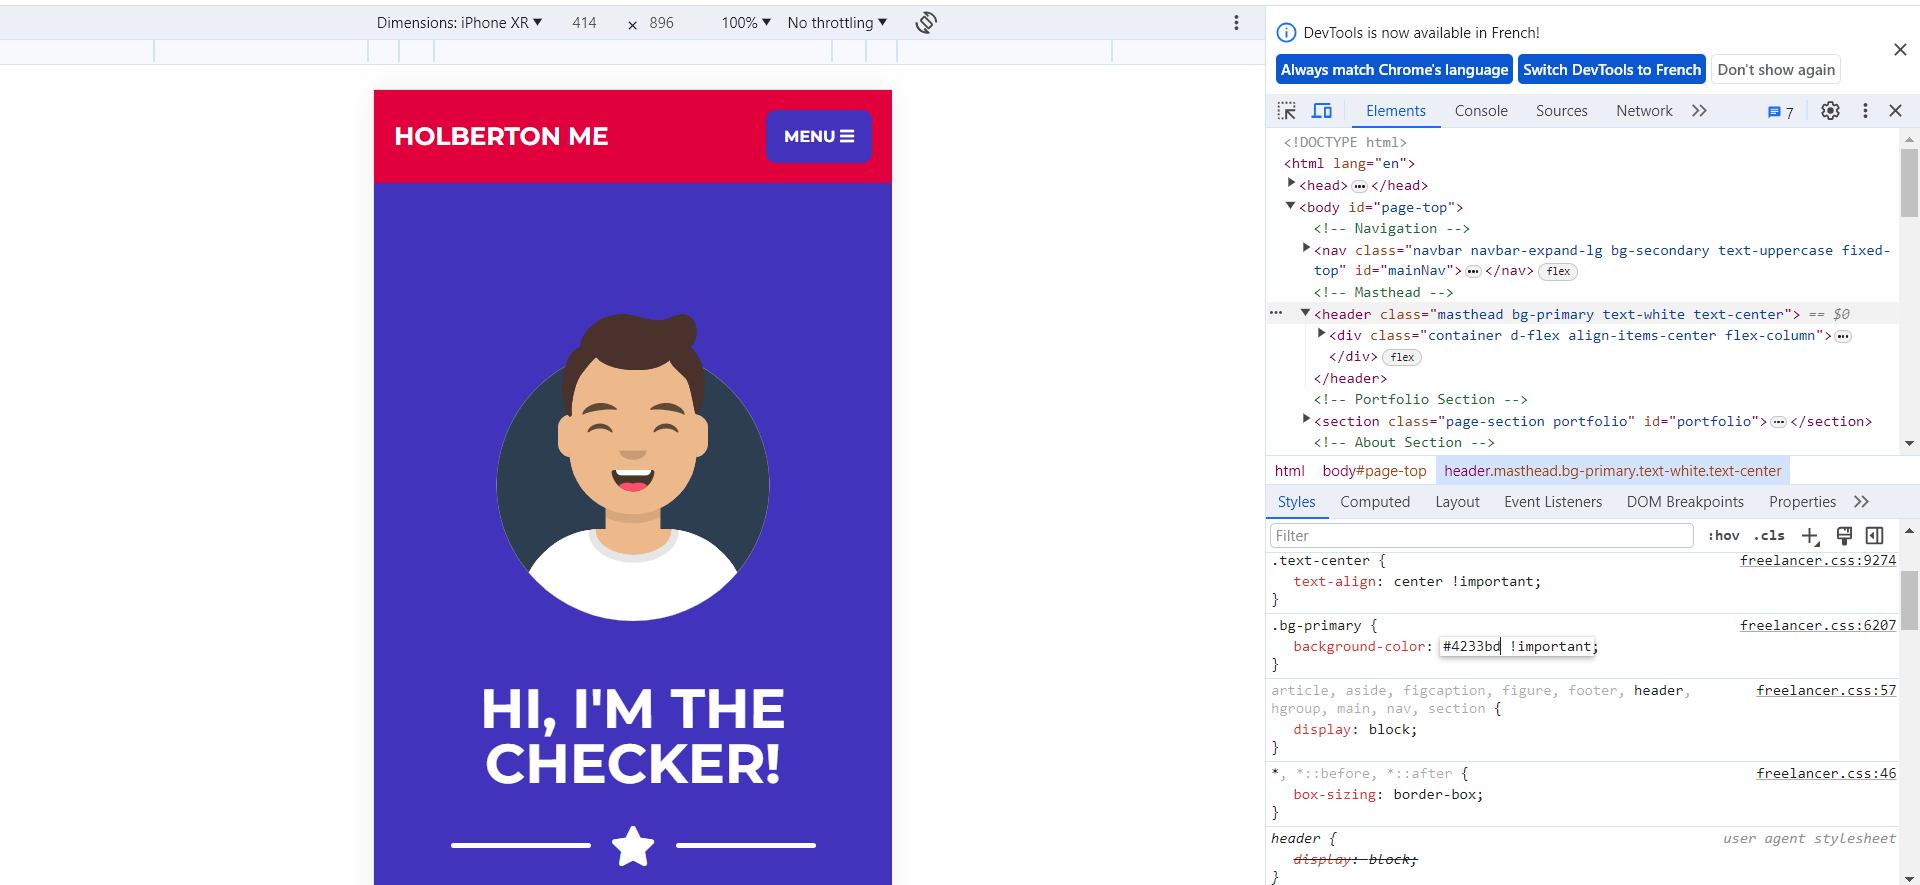 Dimensions: iPhone XR ▼ 414 × 896 100% ▼ No throttling ▼
HOLBERTON ME
MENU ☰
HI, I'M THE
CHECKER!
DevTools is now available in French!
Always match Chrome's language Switch DevTools to French Don't show again
Elements Console Sources Network 7
<!DOCTYPE html>
<html lang="en">
<head> ••• </head>
<body id="page-top">
<!-- Navigation -->
<nav class="navbar navbar-expand-lg bg-secondary text-uppercase fixed-
top" id="mainNav"> ••• </nav> flex
<!-- Masthead -->
••• <header class="masthead bg-primary text-white text-center"> == $0
<div class="container d-flex align-items-center flex-column"> •••
</div> flex
</header>
<!-- Portfolio Section -->
<section class="page-section portfolio" id="portfolio"> ••• </section>
<!-- About Section -->
html body#page-top header.masthead.bg-primary.text-white.text-center
Styles Computed Layout Event Listeners DOM Breakpoints Properties
Filter :hov .cls
.text-center { freelancer.css:9274
text-align: center !important;
}
.bg-primary { freelancer.css:6207
background-color: #4233bd !important;
}
article, aside, figcaption, figure, footer, header, freelancer.css:57
hgroup, main, nav, section {
display: block;
}
*, *::before, *::after { freelancer.css:46
box-sizing: border-box;
}
header { user agent stylesheet
display: block;
}